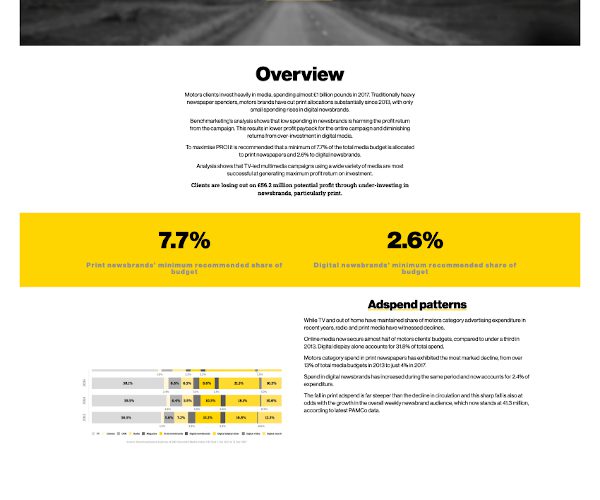 Overview
Motors clients invest heavily in media, spending almost £1 billion pounds in 2017. Traditionally heavy
newspaper spenders, motors brands have cut print allocations substantially since 2013, with only
small spending rises in digital newsbrands.
Benchmarketing's analysis shows that low spending in newsbrands is harming the profit return
from the campaign. This results in lower profit payback for the entire campaign and diminishing
returns from over-investment in digital media.
To maximise PROI it is recommended that a minimum of 7.7% of the total media budget is allocated
to print newspapers and 2.6% to digital newsbrands.
Analysis shows that TV-led multimedia campaigns using a wide variety of media are most
successful at generating maximum profit return on investment.
Clients are losing out on £56.2 million potential profit through under-investing in
newsbrands, particularly print.
7.7%
Print newsbrands' minimum recommended share of
budget
2.6%
Digital newsbrands' minimum recommended share of
budget
Adspend patterns
While TV and out of home have maintained share of motors category advertising expenditure in
recent years, radio and print media have witnessed declines.
Online media now secure almost half of motors clients' budgets, compared to under a third in
2013. Digital display alone accounts for 31.8% of total spend.
Motors category spend in print newspapers has exhibited the most marked decline, from over
13% of total media budgets in 2013 to just 4% in 2017.
Spend in digital newsbrands has increased during the same period and now accounts for 2.4% of
expenditure.
The fall in print adspend is far steeper than the decline in circulation and this sharp fall is also at
odds with the growth in the overall weekly newsbrand audience, which now stands at 41.3 million,
according to latest PAMCo data.